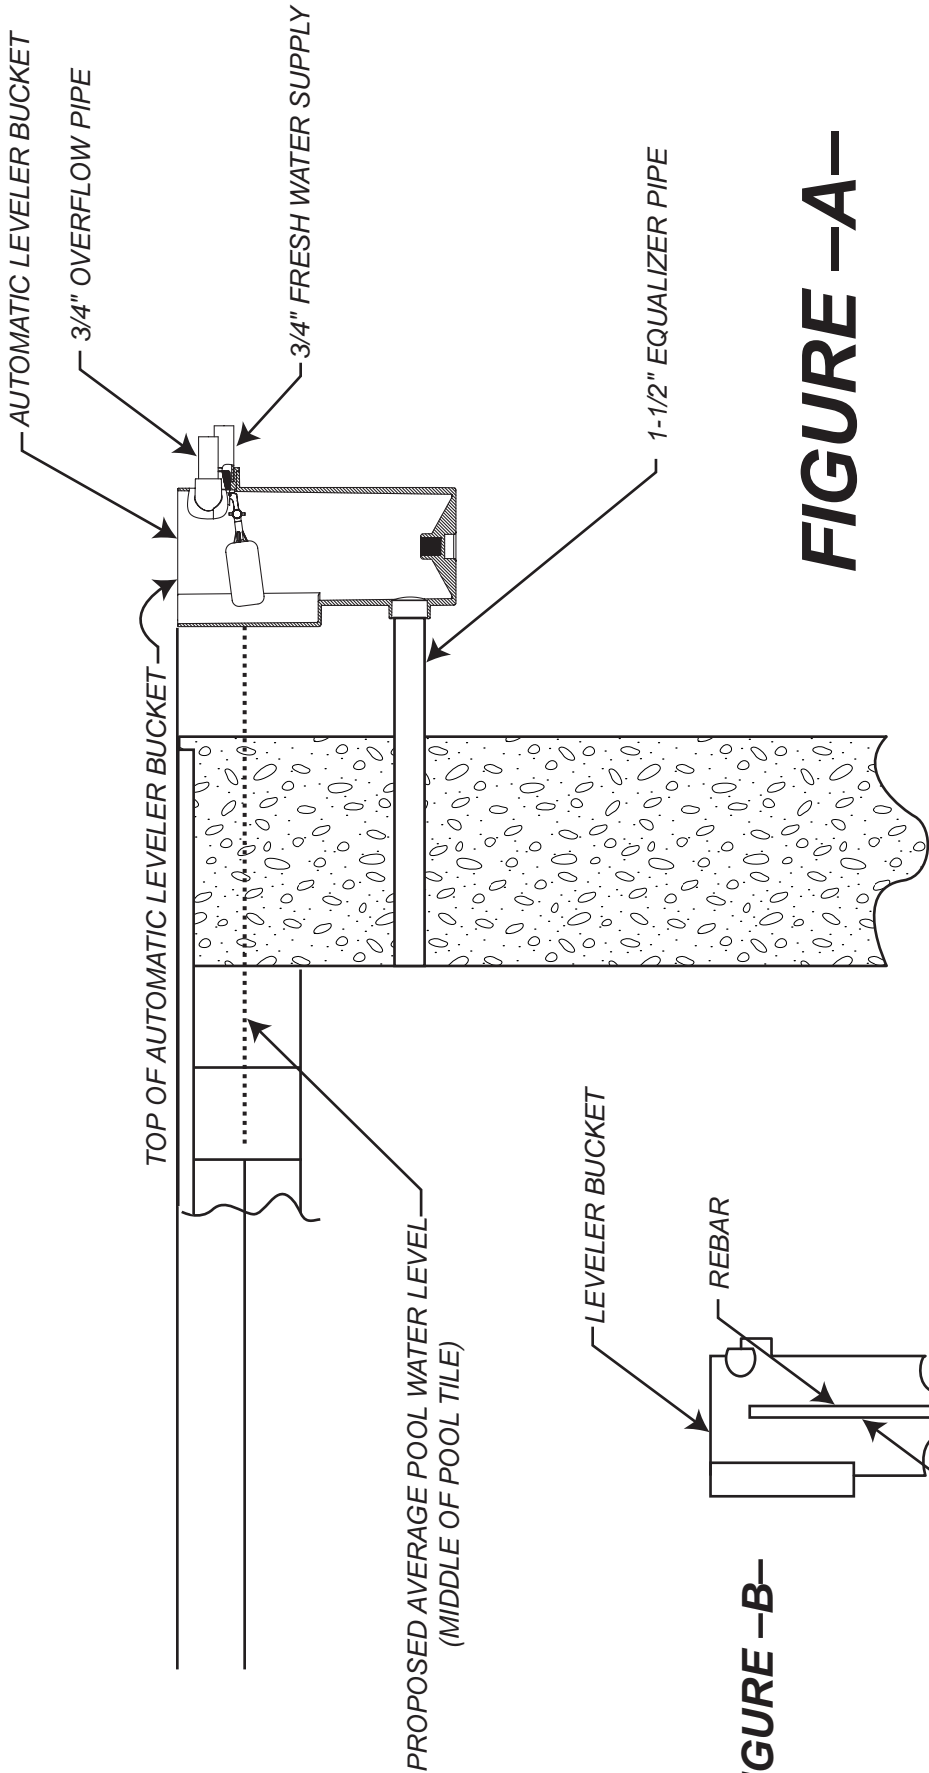 AUTOMATIC LEVELER BUCKET
3/4" OVERFLOW PIPE
3/4" FRESH WATER SUPPLY
TOP OF AUTOMATIC LEVELER BUCKET
1-1/2" EQUALIZER PIPE
PROPOSED AVERAGE POOL WATER LEVEL
(MIDDLE OF POOL TILE)
FIGURE –A–
LEVELER BUCKET
REBAR
IGURE –B–